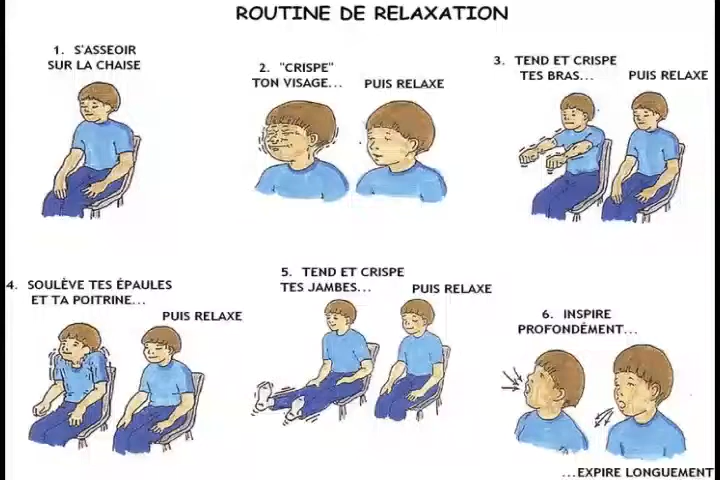 ROUTINE DE RELAXATION
1. S'ASSEOIR
SUR LA CHAISE
2. "CRISPE"
TON VISAGE...
PUIS RELAXE
3. TEND ET CRISPE
TES BRAS...
PUIS RELAXE
4. SOULÈVE TES ÉPAULES
ET TA POITRINE...
PUIS RELAXE
5. TEND ET CRISPE
TES JAMBES...
PUIS RELAXE
6. INSPIRE
PROFONDÉMENT...
...EXPIRE LONGUEMENT